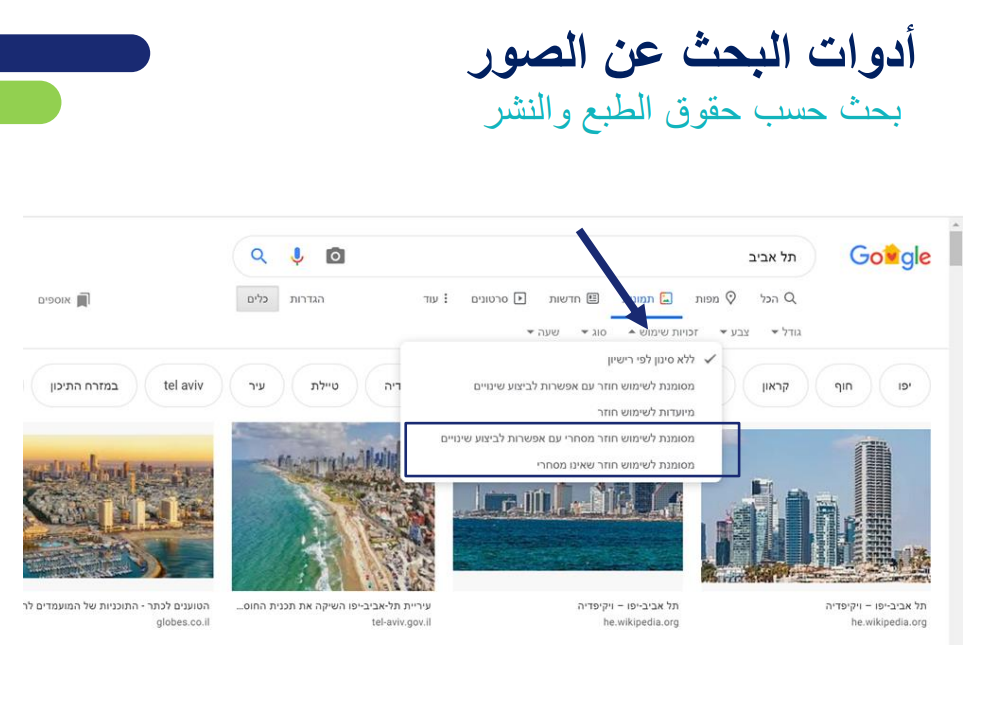 أدوات البحث عن الصور
بحث حسب حقوق الطبع والنشر
Google
תל אביב
הכל מפות תמונות חדשות סרטונים עוד הגדרות כלים אוספים
גודל צבע זכויות שימוש סוג שעה
ללא סינון לפי רישיון
מסומנת לשימוש חוזר עם אפשרות לביצוע שינויים
מיועדות לשימוש חוזר
מסומנת לשימוש חוזר מסחרי עם אפשרות לביצוע שינויים
מסומנת לשימוש חוזר שאינו מסחרי
יפו חוף קראון טיילת עיר tel aviv במזרח התיכון
תל אביב-יפו – ויקיפדיה
he.wikipedia.org
תל אביב-יפו – ויקיפדיה
he.wikipedia.org
עיריית תל-אביב-יפו השיקה את תכנית החוס...
tel-aviv.gov.il
הטוענים לכתר - התוכניות של המועמדים
globes.co.il